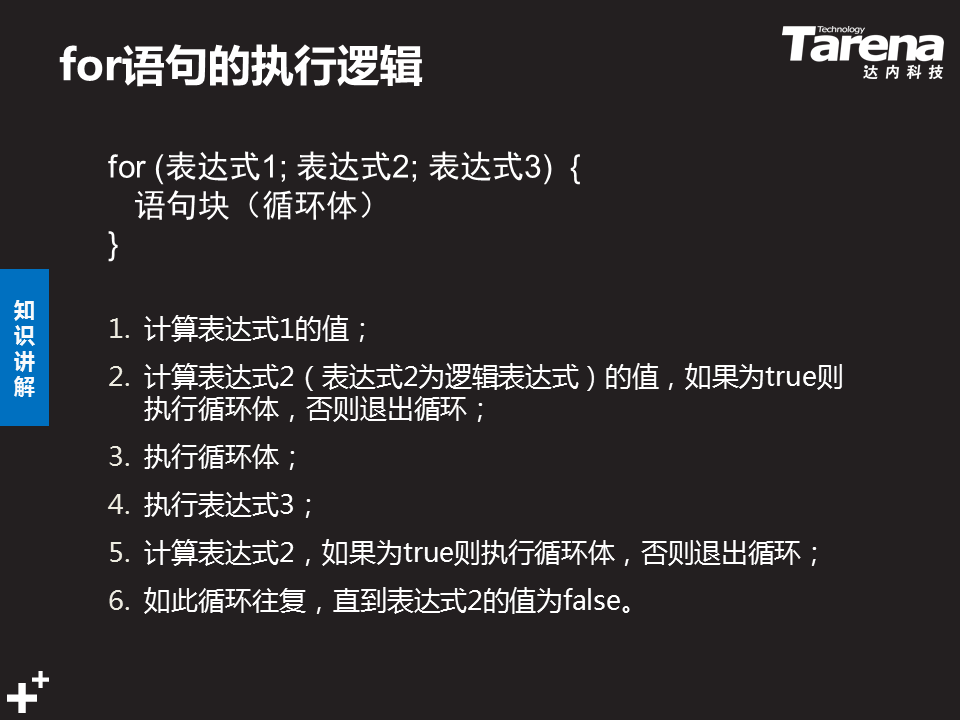 for语句的执行逻辑
Technology
Tarena
达内科技
for (表达式1; 表达式2; 表达式3) {
语句块（循环体）
}
知识讲解
1. 计算表达式1的值；
2. 计算表达式2（表达式2为逻辑表达式）的值，如果为true则
执行循环体，否则退出循环；
3. 执行循环体；
4. 执行表达式3；
5. 计算表达式2，如果为true则执行循环体，否则退出循环；
6. 如此循环往复，直到表达式2的值为false。